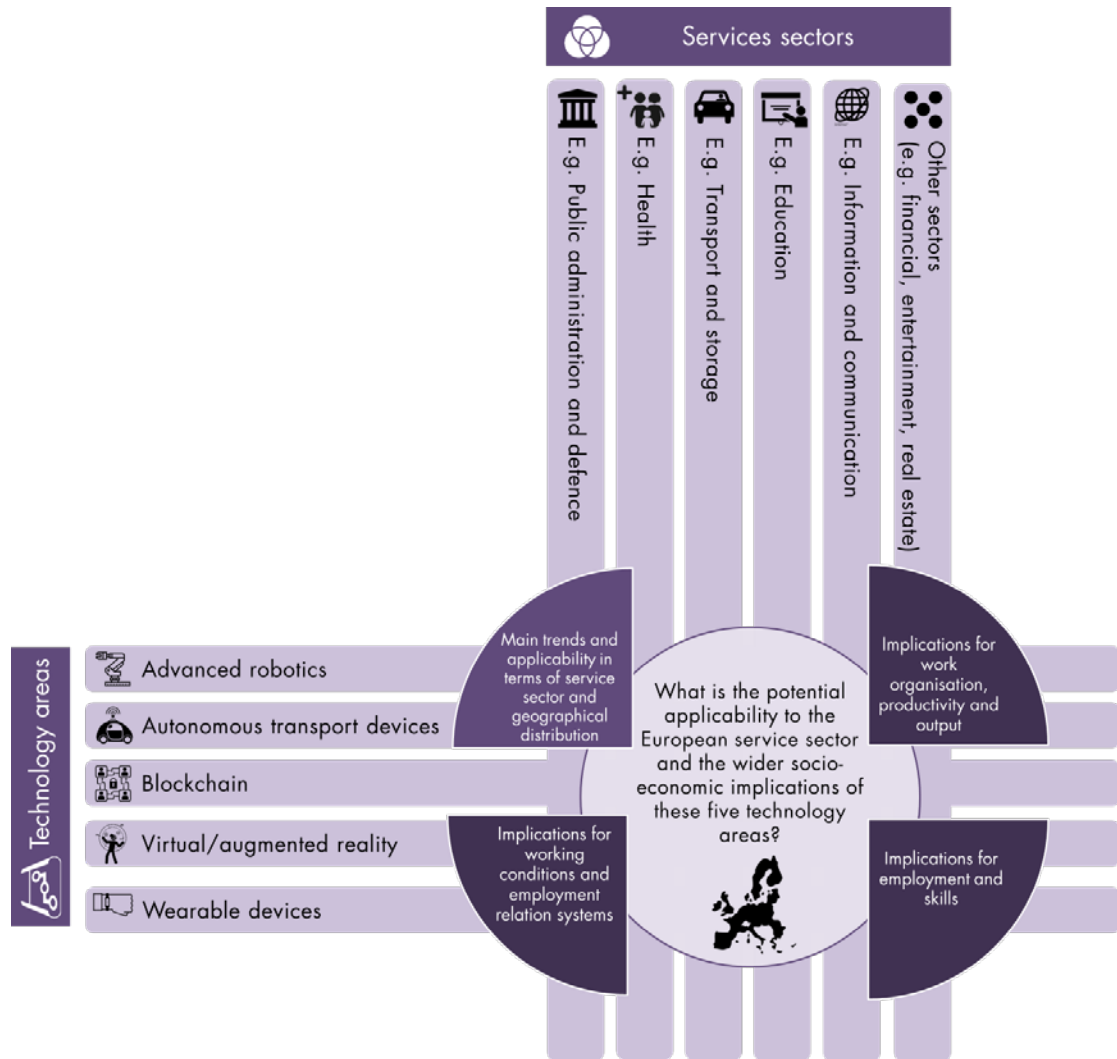 Services sectors
E.g. Public administration and defence
E.g. Health
E.g. Transport and storage
E.g. Education
E.g. Information and communication
Other sectors
(e.g. financial, entertainment, real estate)
Technology areas
Advanced robotics
Autonomous transport devices
Blockchain
Virtual/augmented reality
Wearable devices
Main trends and
applicability in
terms of service
sector and
geographical
distribution
Implications for
work
organisation,
productivity and
output
What is the potential
applicability to the
European service sector
and the wider socio-
economic implications of
these five technology
areas?
Implications for
working
conditions and
employment
relation systems
Implications for
employment and
skills